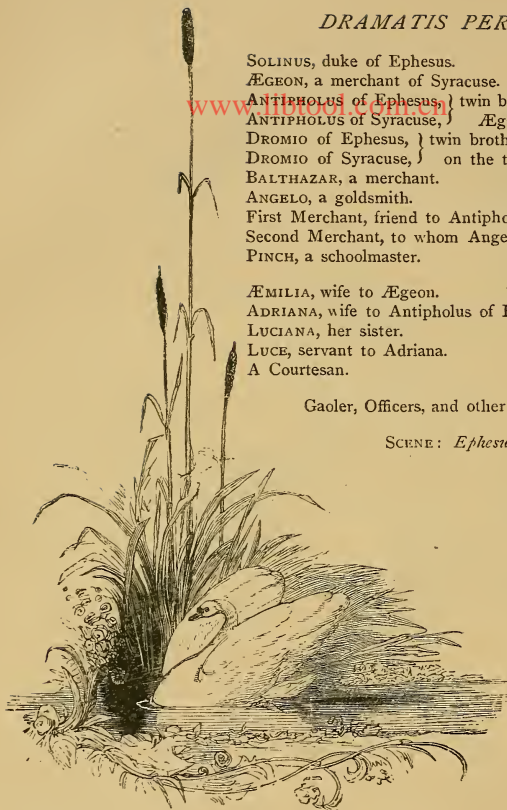 DRAMATIS PER
SOLINUS, duke of Ephesus.
ÆGEON, a merchant of Syracuse.
www.libtool.com.cn
ANTIPHOLUS of Ephesus, } twin b
ANTIPHOLUS of Syracuse, } Æg
DROMIO of Ephesus, } twin broth
DROMIO of Syracuse, } on the t
BALTHAZAR, a merchant.
ANGELO, a goldsmith.
First Merchant, friend to Antipho
Second Merchant, to whom Ange
PINCH, a schoolmaster.
ÆMILIA, wife to Ægeon.
ADRIANA, wife to Antipholus of E
LUCIANA, her sister.
LUCE, servant to Adriana.
A Courtesan.
Gaoler, Officers, and other
SCENE: Ephesu